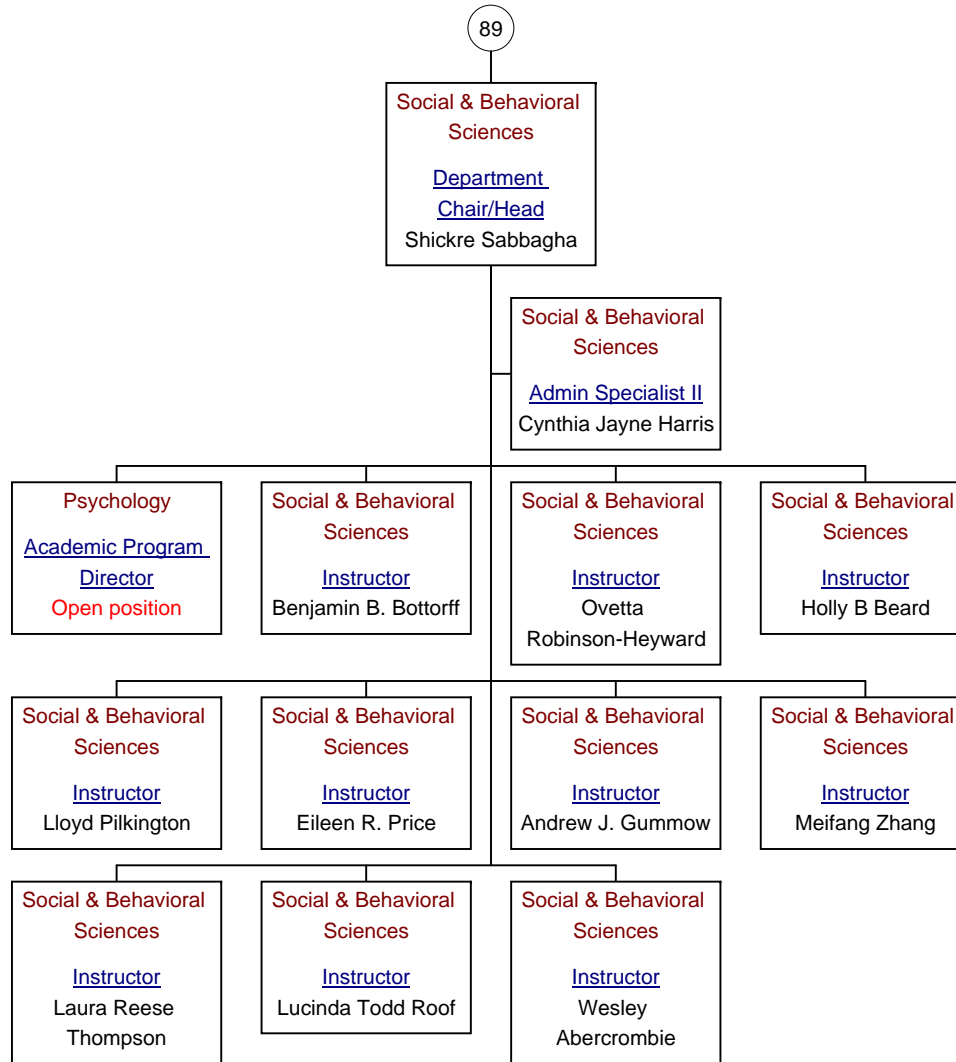 89
Social & Behavioral
Sciences
Department
Chair/Head
Shickre Sabbagha
Social & Behavioral
Sciences
Admin Specialist II
Cynthia Jayne Harris
Psychology
Academic Program
Director
Open position
Social & Behavioral
Sciences
Instructor
Benjamin B. Bottorff
Social & Behavioral
Sciences
Instructor
Ovetta
Robinson-Heyward
Social & Behavioral
Sciences
Instructor
Holly B Beard
Social & Behavioral
Sciences
Instructor
Lloyd Pilkington
Social & Behavioral
Sciences
Instructor
Eileen R. Price
Social & Behavioral
Sciences
Instructor
Andrew J. Gummow
Social & Behavioral
Sciences
Instructor
Meifang Zhang
Social & Behavioral
Sciences
Instructor
Laura Reese
Thompson
Social & Behavioral
Sciences
Instructor
Lucinda Todd Roof
Social & Behavioral
Sciences
Instructor
Wesley
Abercrombie